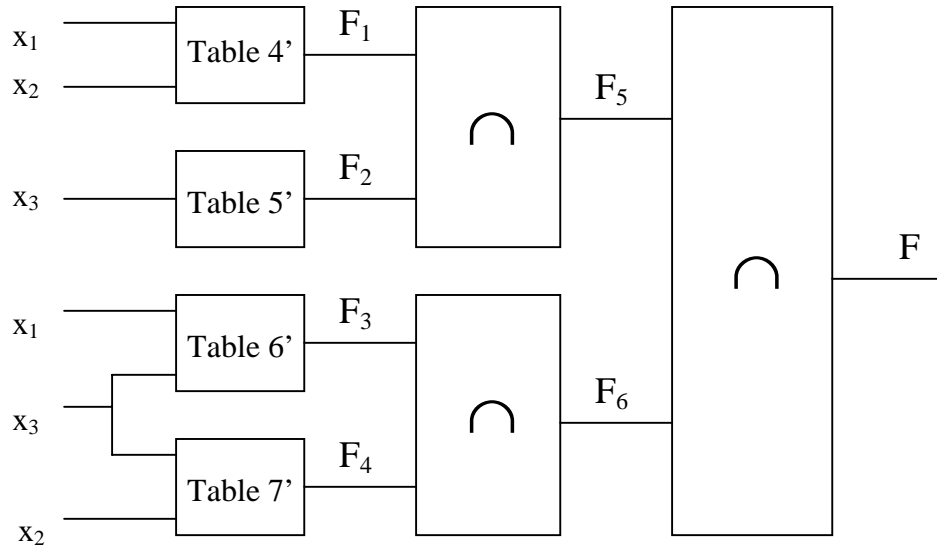 x₁
x₂
Table 4’
F₁
∩
F₅
x₃
Table 5’
F₂
∩
F
x₁
Table 6’
F₃
∩
F₆
x₃
Table 7’
F₄
x₂